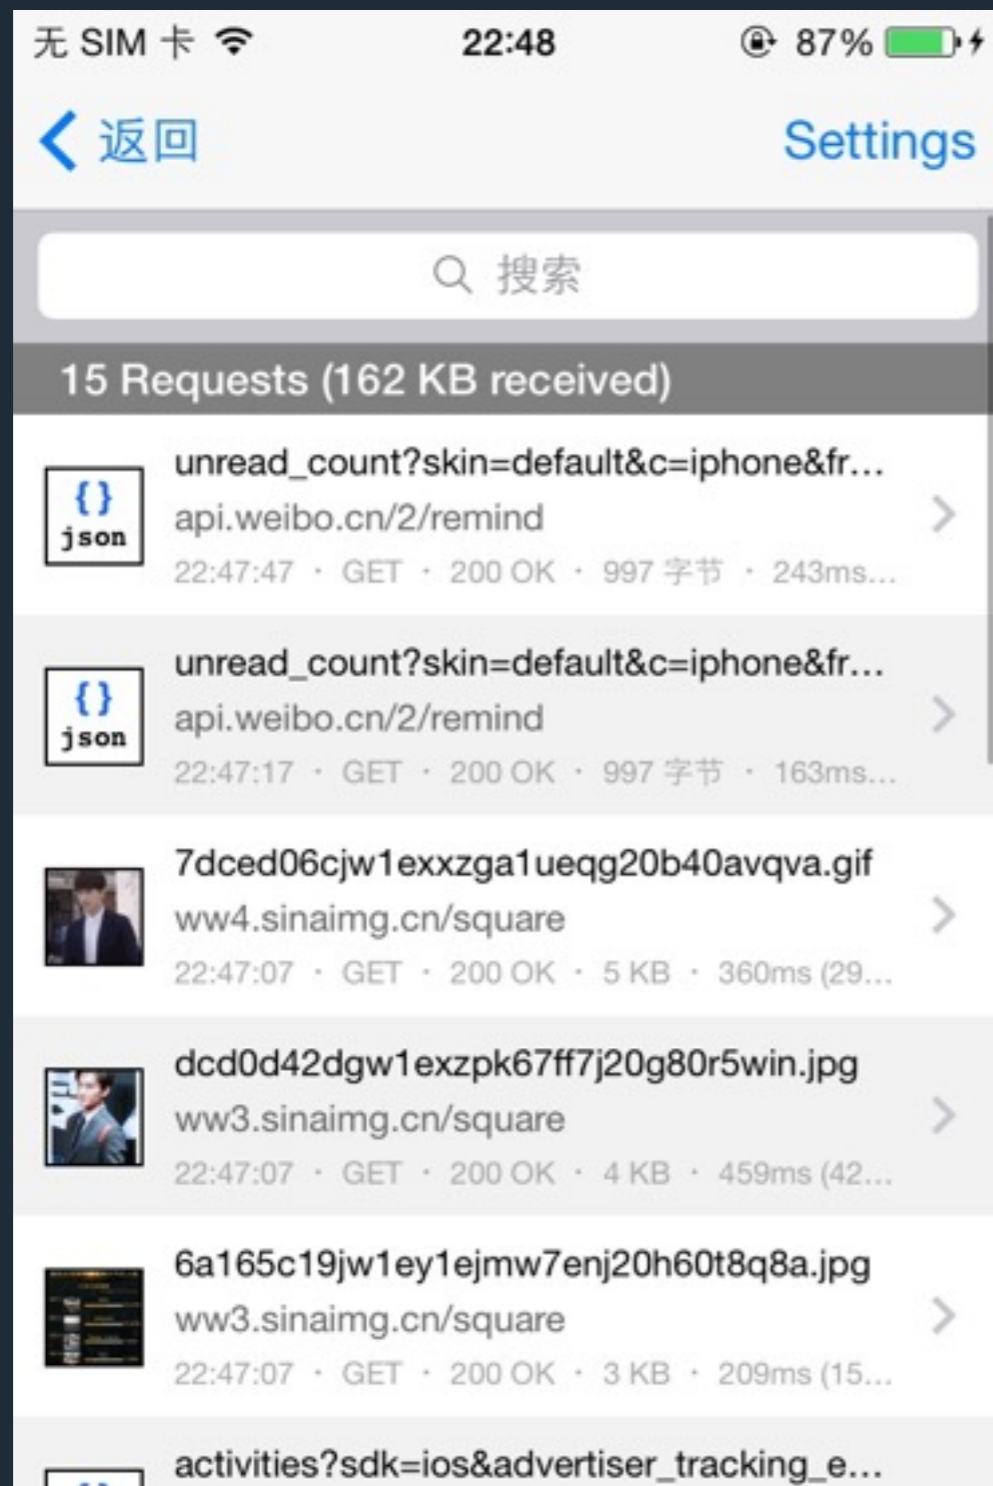 无 SIM 卡 22:48 87%
返回 Settings
搜索
15 Requests (162 KB received)
unread_count?skin=default&c=iphone&fr...
{}
json
api.weibo.cn/2/remind
22:47:47 · GET · 200 OK · 997 字节 · 243ms...
unread_count?skin=default&c=iphone&fr...
{}
json
api.weibo.cn/2/remind
22:47:17 · GET · 200 OK · 997 字节 · 163ms...
7dced06cjw1exxzga1ueqg20b40avqva.gif
ww4.sinaimg.cn/square
22:47:07 · GET · 200 OK · 5 KB · 360ms (29...
dcd0d42dgw1exzpk67ff7j20g80r5win.jpg
ww3.sinaimg.cn/square
22:47:07 · GET · 200 OK · 4 KB · 459ms (42...
6a165c19jw1ey1ejmw7enj20h60t8q8a.jpg
ww3.sinaimg.cn/square
22:47:07 · GET · 200 OK · 3 KB · 209ms (15...
activities?sdk=ios&advertiser_tracking_e...